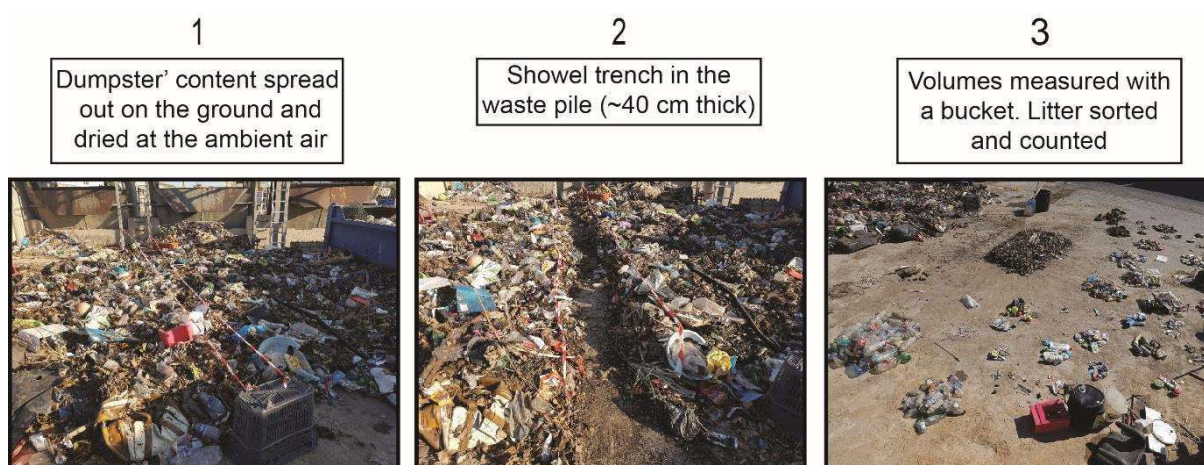 1
Dumpster' content spread
out on the ground and
dried at the ambient air
2
Showel trench in the
waste pile (~40 cm thick)
3
Volumes measured with
a bucket. Litter sorted
and counted